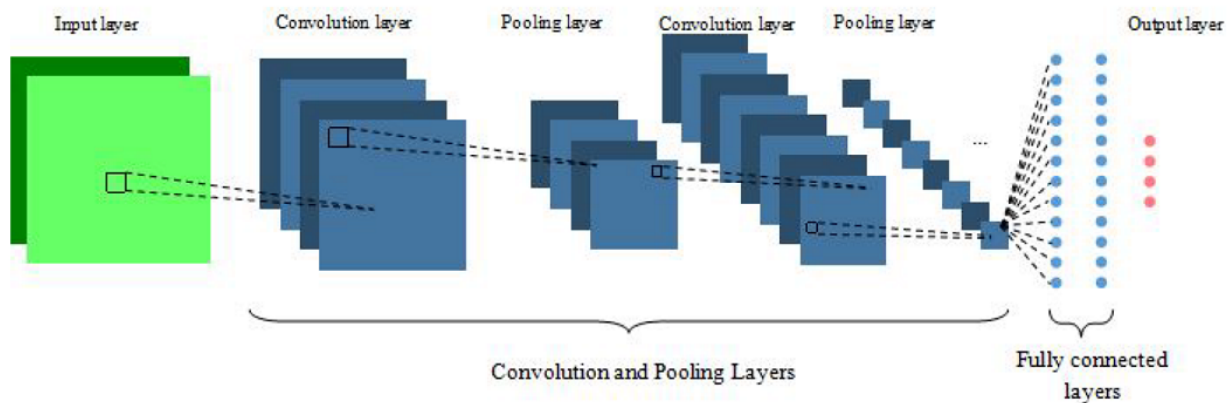 Input layer
Convolution layer
Pooling layer
Convolution layer
Pooling layer
Output layer
...
Convolution and Pooling Layers
Fully connected
layers